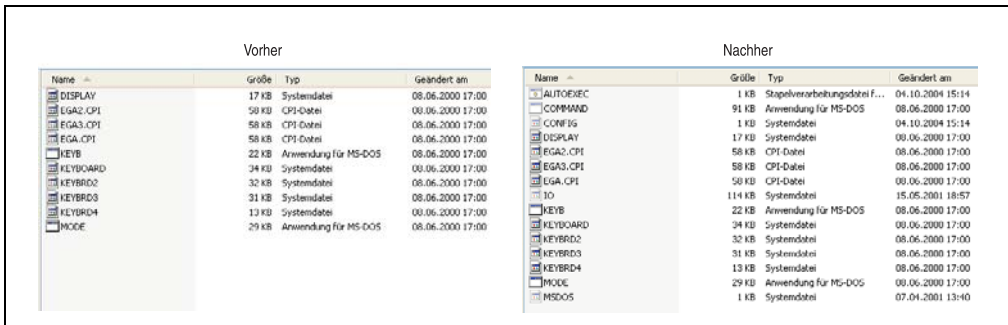 Vorher
Name Größe Typ Geändert am
DISPLAY 17 KB Systemdatei 08.06.2000 17:00
EGA2.CPI 58 KB CPI-Datei 08.06.2000 17:00
EGA3.CPI 58 KB CPI-Datei 08.06.2000 17:00
EGA.CPI 58 KB CPI-Datei 08.06.2000 17:00
KEYB 22 KB Anwendung für MS-DOS 08.06.2000 17:00
KEYBOARD 34 KB Systemdatei 08.06.2000 17:00
KEYBRD2 32 KB Systemdatei 08.06.2000 17:00
KEYBRD3 31 KB Systemdatei 08.06.2000 17:00
KEYBRD4 13 KB Systemdatei 08.06.2000 17:00
MODE 29 KB Anwendung für MS-DOS 08.06.2000 17:00
Nachher
Name Größe Typ Geändert am
AUTOEXEC 1 KB Stapelverarbeitungsdatei f... 04.10.2004 15:14
COMMAND 91 KB Anwendung für MS-DOS 08.06.2000 17:00
CONFIG 1 KB Systemdatei 04.10.2004 15:14
DISPLAY 17 KB Systemdatei 08.06.2000 17:00
EGA2.CPI 58 KB CPI-Datei 08.06.2000 17:00
EGA3.CPI 58 KB CPI-Datei 08.06.2000 17:00
EGA.CPI 58 KB CPI-Datei 08.06.2000 17:00
IO 114 KB Systemdatei 15.05.2001 18:57
KEYB 22 KB Anwendung für MS-DOS 08.06.2000 17:00
KEYBOARD 34 KB Systemdatei 08.06.2000 17:00
KEYBRD2 32 KB Systemdatei 08.06.2000 17:00
KEYBRD3 31 KB Systemdatei 08.06.2000 17:00
KEYBRD4 13 KB Systemdatei 08.06.2000 17:00
MODE 29 KB Anwendung für MS-DOS 08.06.2000 17:00
MSDOS 1 KB Systemdatei 07.04.2001 13:40